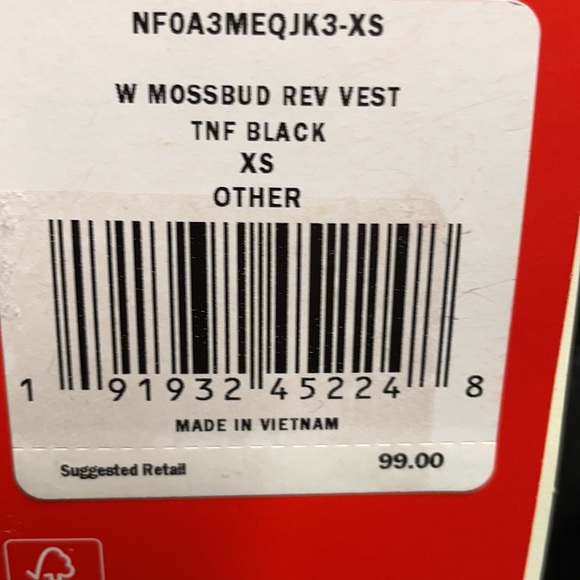 NF0A3MEQJK3-XS
W MOSSBUD REV VEST
TNF BLACK
XS
OTHER
1 91932 45224 8
MADE IN VIETNAM
Suggested Retail 99.00